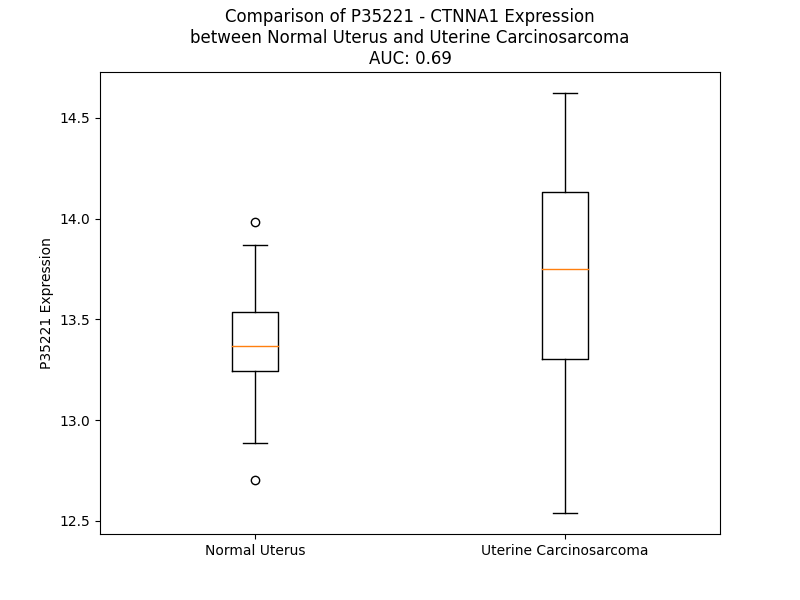 Comparison of P35221 - CTNNA1 Expression
between Normal Uterus and Uterine Carcinosarcoma
AUC: 0.69
14.5
14.0
13.5
13.0
12.5
P35221 Expression
Normal Uterus
Uterine Carcinosarcoma